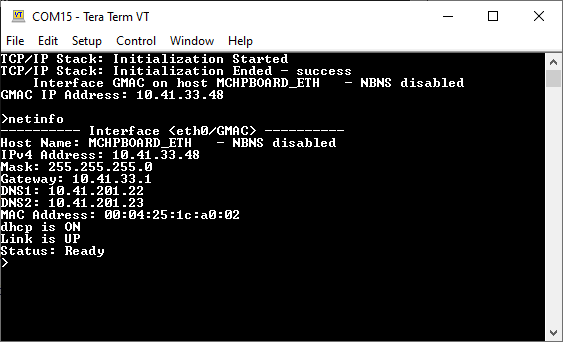 COM15 - Tera Term VT
File Edit Setup Control Window Help
TCP/IP Stack: Initialization Started
TCP/IP Stack: Initialization Ended - success
    Interface GMAC on host MCHPBOARD_ETH   - NBNS disabled
GMAC IP Address: 10.41.33.48
>netinfo
---------- Interface <eth0/GMAC> ----------
Host Name: MCHPBOARD_ETH   - NBNS disabled
IPv4 Address: 10.41.33.48
Mask: 255.255.255.0
Gateway: 10.41.33.1
DNS1: 10.41.201.22
DNS2: 10.41.201.23
MAC Address: 00:04:25:1c:a0:02
dhcp is ON
Link is UP
Status: Ready
>